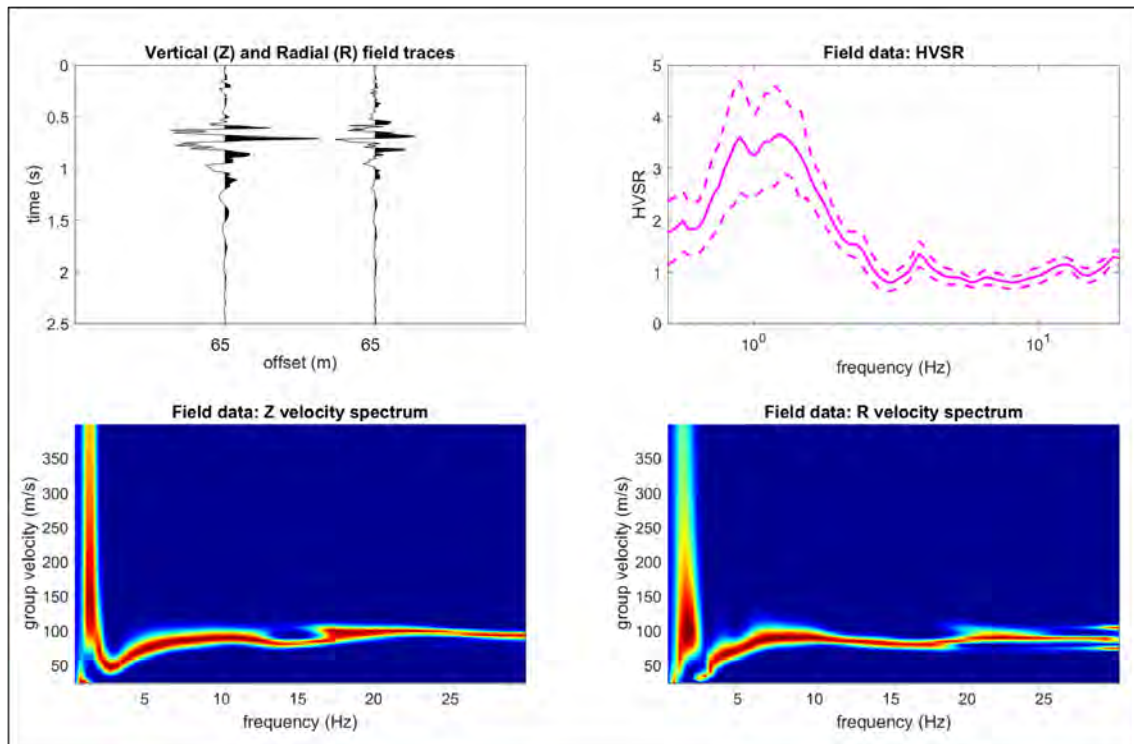 Vertical (Z) and Radial (R) field traces
0
0.5
1
1.5
2
2.5
time (s)
65 65
offset (m)
Field data: HVSR
5
4
3
2
1
0
HVSR
10^0 10^1
frequency (Hz)
Field data: Z velocity spectrum
350
300
250
200
150
100
50
group velocity (m/s)
5 10 15 20 25
frequency (Hz)
Field data: R velocity spectrum
350
300
250
200
150
100
50
group velocity (m/s)
5 10 15 20 25
frequency (Hz)